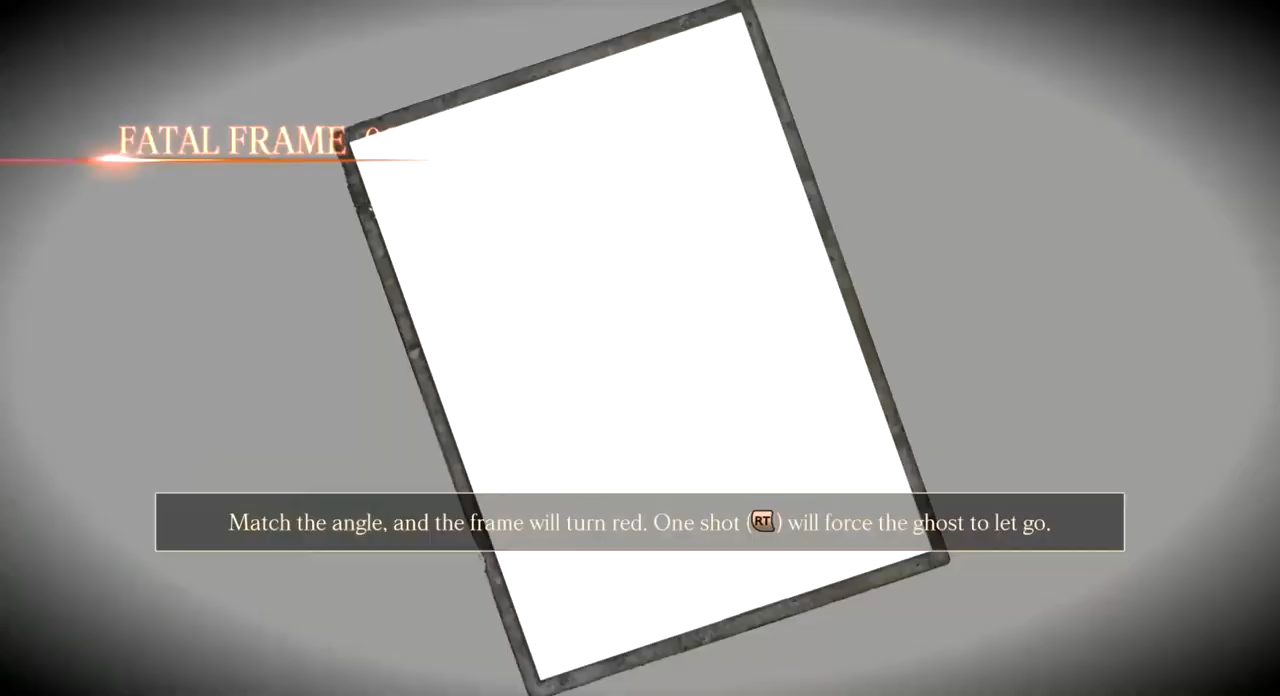 FATAL FRAME
Match the angle, and the frame will turn red. One shot (RT) will force the ghost to let go.